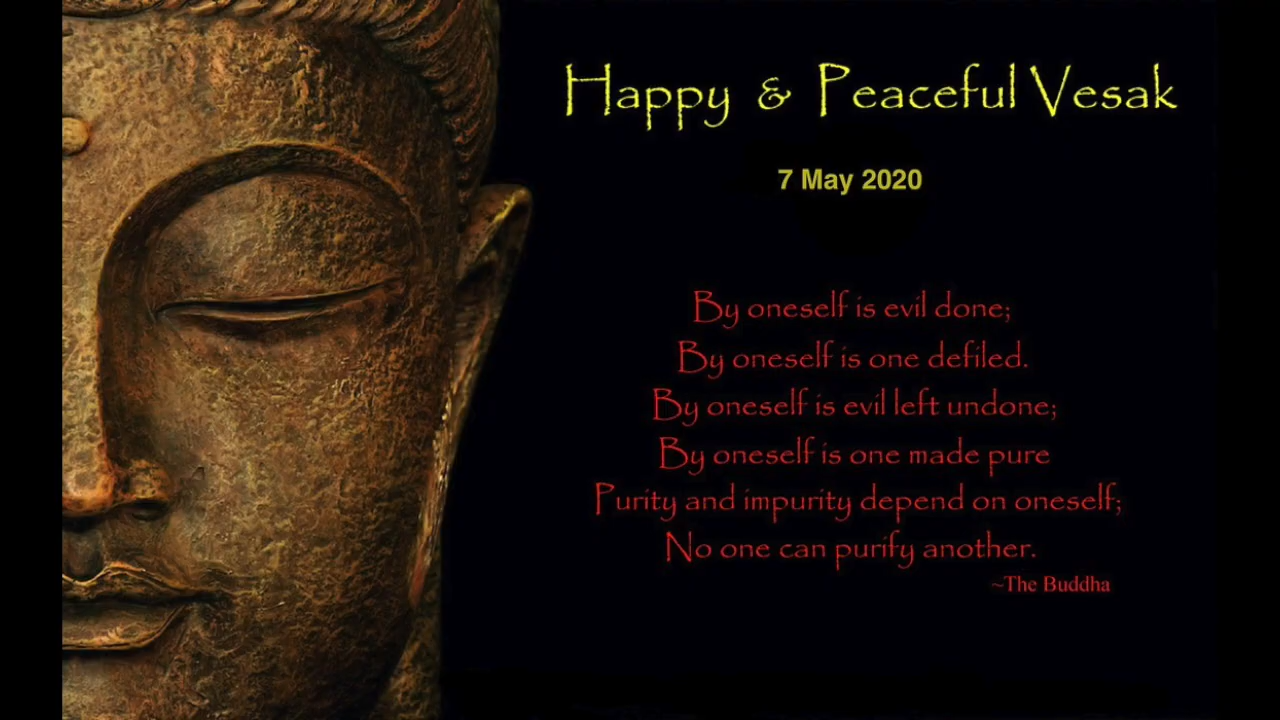 Happy & Peaceful Vesak
7 May 2020
By oneself is evil done;
By oneself is one defiled.
By oneself is evil left undone;
By oneself is one made pure
Purity and impurity depend on oneself;
No one can purify another.
~The Buddha